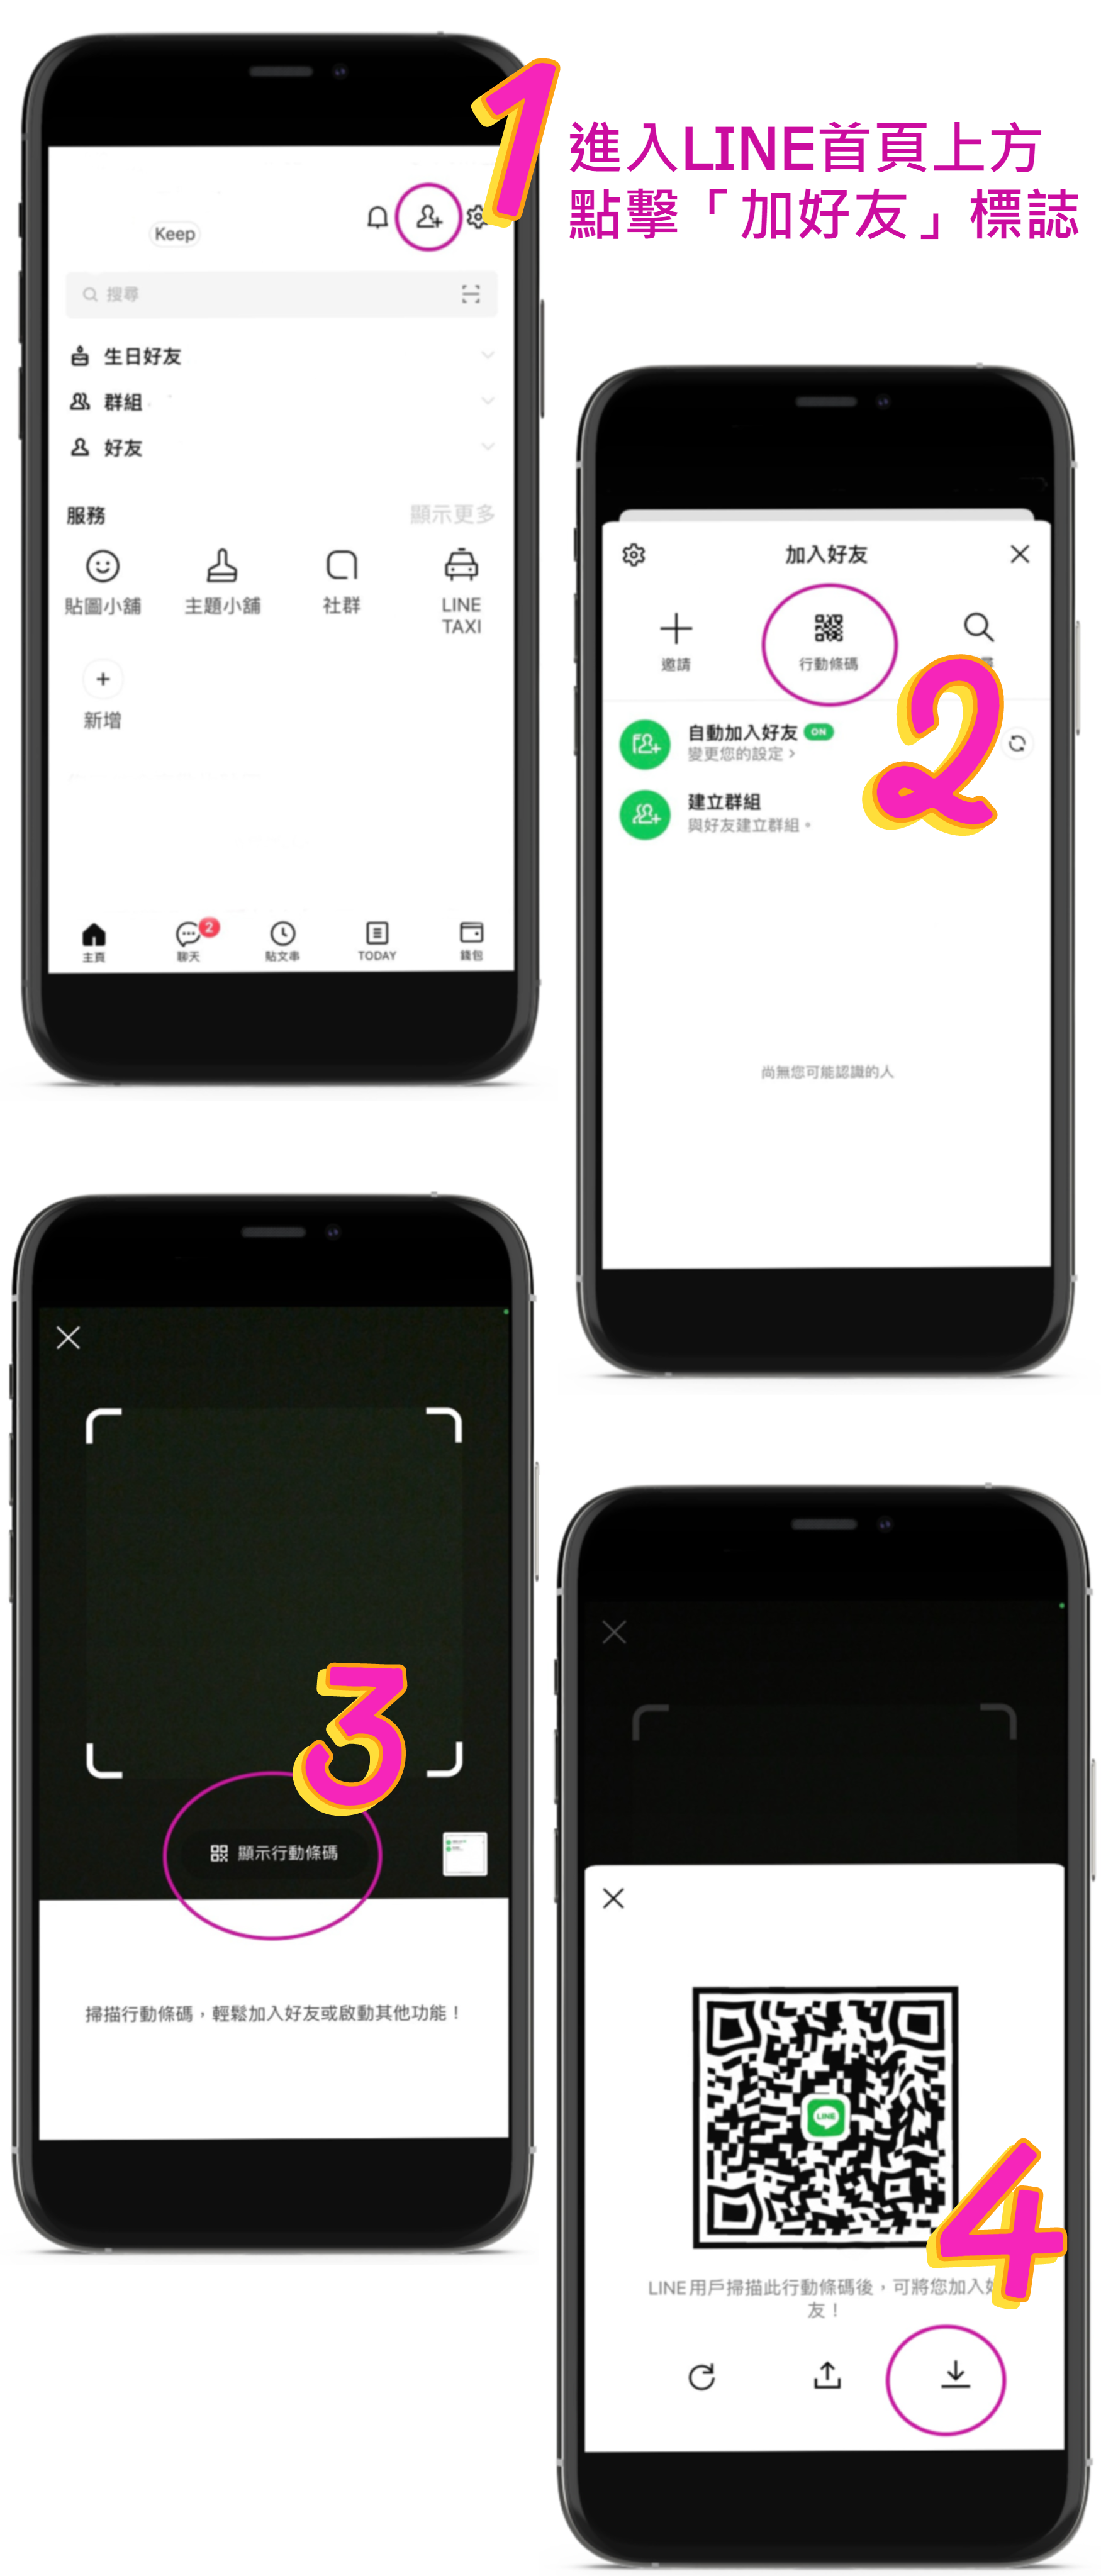 1
進入LINE首頁上方
點擊「加好友」標誌
Keep
搜尋
生日好友
群組
好友
服務 顯示更多
貼圖小舖 主題小舖 社群 LINE TAXI
新增
2
主頁 聊天 貼文串 TODAY 錢包
加入好友
邀請 行動條碼
2
自動加入好友 ON
變更您的設定 >
建立群組
與好友建立群組。
尚無您可能認識的人
3
顯示行動條碼
掃描行動條碼，輕鬆加入好友或啟動其他功能！
LINE
4
LINE用戶掃描此行動條碼後，可將您加入好
友！